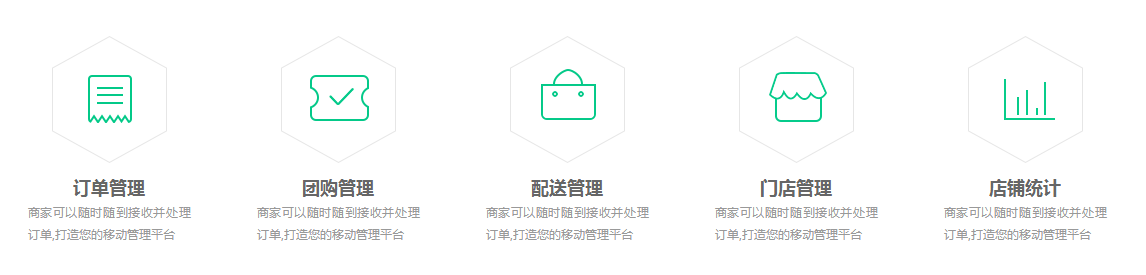 订单管理
商家可以随时随到接收并处理
订单,打造您的移动管理平台
团购管理
商家可以随时随到接收并处理
订单,打造您的移动管理平台
配送管理
商家可以随时随到接收并处理
订单,打造您的移动管理平台
门店管理
商家可以随时随到接收并处理
订单,打造您的移动管理平台
店铺统计
商家可以随时随到接收并处理
订单,打造您的移动管理平台